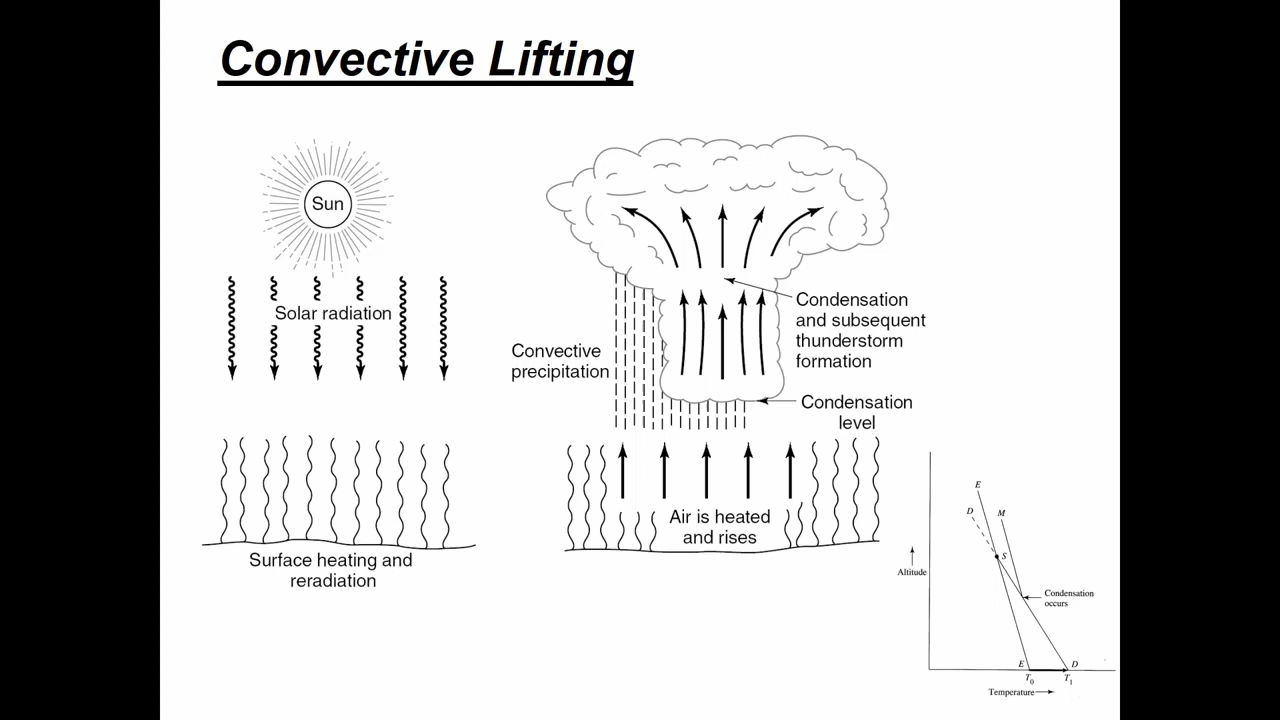 Convective Lifting
Sun
Solar radiation
Surface heating and
reradiation
Convective
precipitation
Condensation
and subsequent
thunderstorm
formation
Condensation
level
Air is heated
and rises
E
D
M
S
Altitude
Condensation
occurs
E
D
T0
T1
Temperature